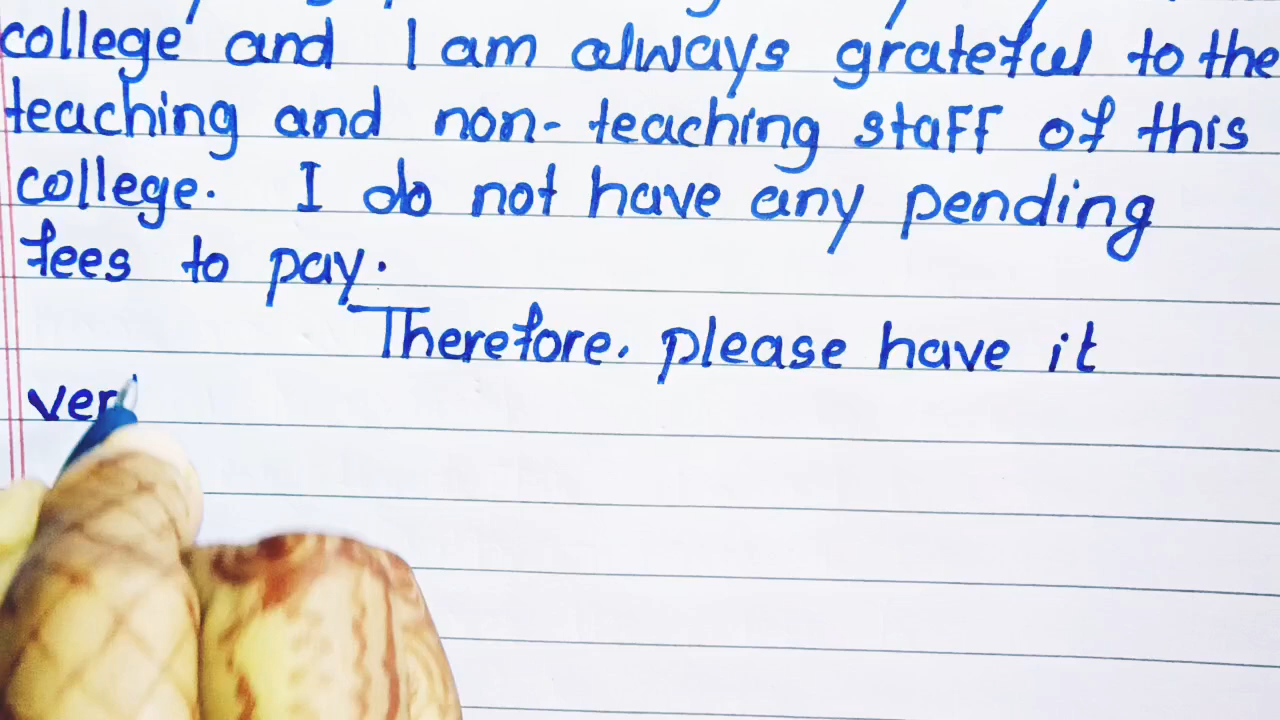 college and I am always grateful to the
teaching and non-teaching staff of this
college. I do not have any pending
fees to pay.
Therefore, please have it
ver